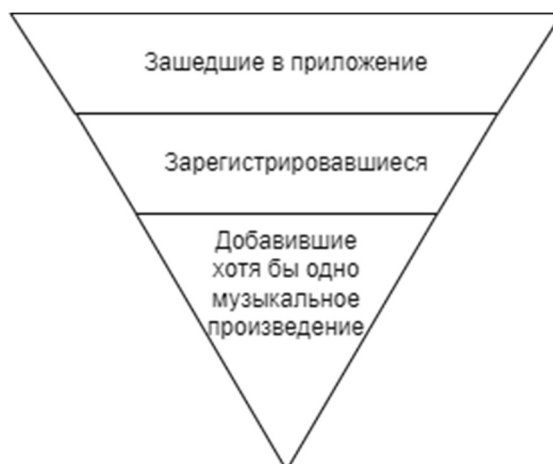 Зашедшие в приложение
Зарегистрировавшиеся
Добавившие
хотя бы одно
музыкальное
произведение